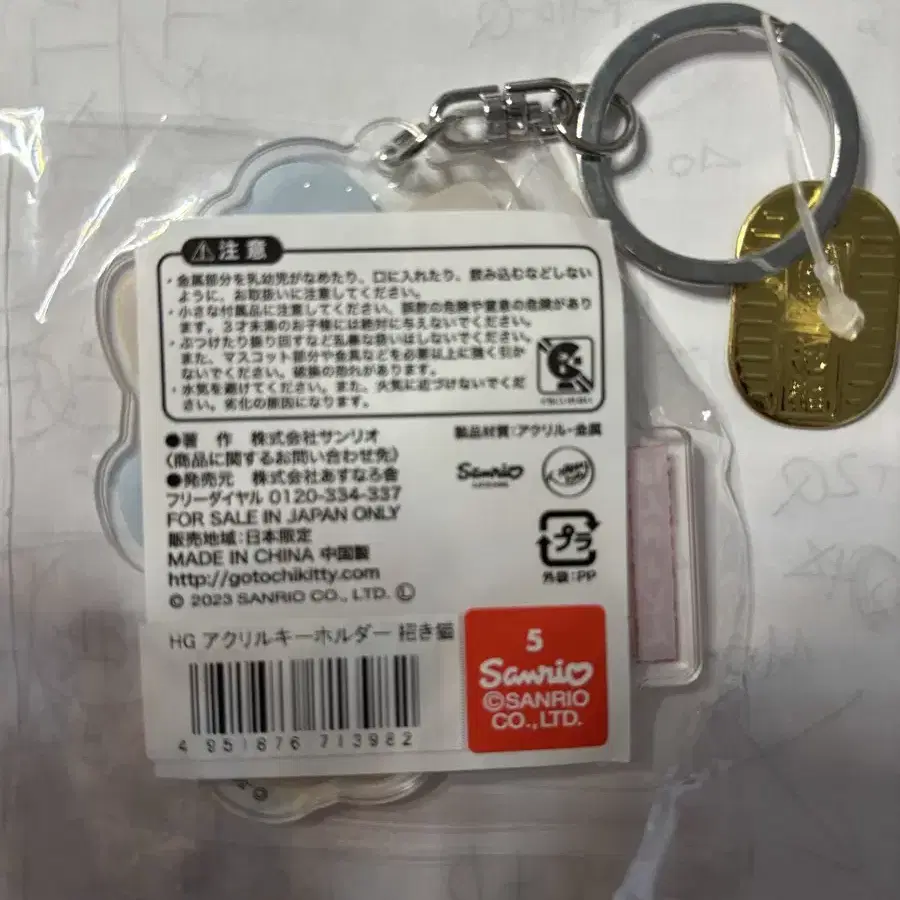 注意
・金属部分を乳幼児がなめたり、口に入れたり、飲み込むなどしない
ように、お取扱いに注意してください。
・小さな付属品に注意してください。誤飲の危険や窒息の危険があり
ます。3才未満のお子様には絶対に与えないでください。
・ぶつけたり振り回すなど乱暴な扱いはしないでください。
また、マスコット部分や金具などを必要以上に強く引か
ないでください。破損の恐れがあります。
・水気を避けてください。また、火気に近づけないでくだ
さい。劣化の原因になります。
●著 作 株式会社サンリオ
(商品に関するお問い合わせ先)
●発売元 株式会社あすなろ舎
フリーダイヤル 0120-334-337
FOR SALE IN JAPAN ONLY
販売地域:日本限定
MADE IN CHINA 中国製
http://gotochikitty.com
© 2023 SANRIO CO., LTD. Ⓛ
製品材質:アクリル・金属
Sanrio
プラ
外袋:PP
HG アクリルキーホルダー 招き猫
4 951876 713982
5
Sanrio
©SANRIO
CO.,LTD.